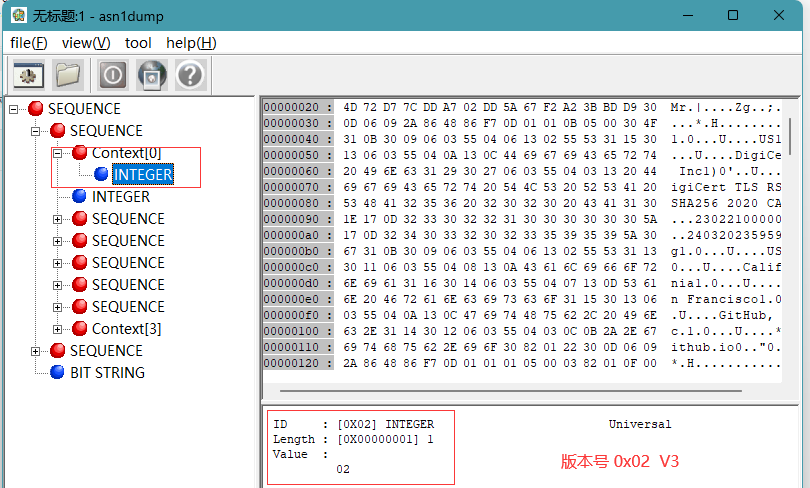 无标题:1 - asn1dump
file(F) view(V) tool help(H)
SEQUENCE
SEQUENCE
Context[0]
INTEGER
INTEGER
SEQUENCE
SEQUENCE
SEQUENCE
SEQUENCE
SEQUENCE
Context[3]
SEQUENCE
BIT STRING
00000020 : 4D 72 D7 7C DD A7 02 DD 5A 67 F2 A2 3B BD D9 30 Mr.|....Zg..;.
00000030 : 0D 06 09 2A 86 48 86 F7 0D 01 01 0B 05 00 30 4F ...*.H........
00000040 : 31 0B 30 09 06 03 55 04 06 13 02 55 53 31 15 30 1.0...U....US1
00000050 : 13 06 03 55 04 0A 13 0C 44 69 67 69 43 65 72 74 ...U....DigiCe
00000060 : 20 49 6E 63 31 29 30 27 06 03 55 04 03 13 20 44 Inc1)0'..U...
00000070 : 69 67 69 43 65 72 74 20 54 4C 53 20 52 53 41 20 igiCert TLS RS
00000080 : 53 48 41 32 35 36 20 32 30 32 30 20 43 41 31 30 SHA256 2020 CA
00000090 : 1E 17 0D 32 33 30 32 32 31 30 30 30 30 30 30 5A ...23022100000
000000a0 : 17 0D 32 34 30 33 32 30 32 33 35 39 35 39 5A 30 ..240320235959
000000b0 : 67 31 0B 30 09 06 03 55 04 06 13 02 55 53 31 13 g1.0...U....US
000000c0 : 30 11 06 03 55 04 08 13 0A 43 61 6C 69 66 6F 72 0...U....Calif
000000d0 : 6E 69 61 31 16 30 14 06 03 55 04 07 13 0D 53 61 nia1.0...U....
000000e0 : 6E 20 46 72 61 6E 63 69 73 63 6F 31 15 30 13 06 n Francisco1.0
000000f0 : 03 55 04 0A 13 0C 47 69 74 48 75 62 2C 20 49 6E .U....GitHub,
00000100 : 63 2E 31 14 30 12 06 03 55 04 03 0C 0B 2A 2E 67 c.1.0...U....*
00000110 : 69 74 68 75 62 2E 69 6F 30 82 01 22 30 0D 06 09 ithub.io0.."0.
00000120 : 2A 86 48 86 F7 0D 01 01 01 05 00 03 82 01 0F 00 *.H...........
ID : [0X02] INTEGER Universal
Length : [0X00000001] 1
Value :
02
版本号 0x02 V3